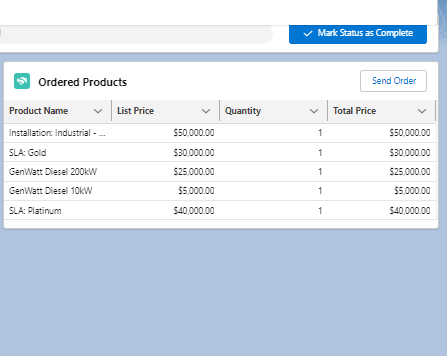 Mark Status as Complete
Ordered Products
Send Order
Product Name List Price Quantity Total Price
Installation: Industrial - ... $50,000.00 1 $50,000.00
SLA: Gold $30,000.00 1 $30,000.00
GenWatt Diesel 200kW $25,000.00 1 $25,000.00
GenWatt Diesel 10kW $5,000.00 1 $5,000.00
SLA: Platinum $40,000.00 1 $40,000.00